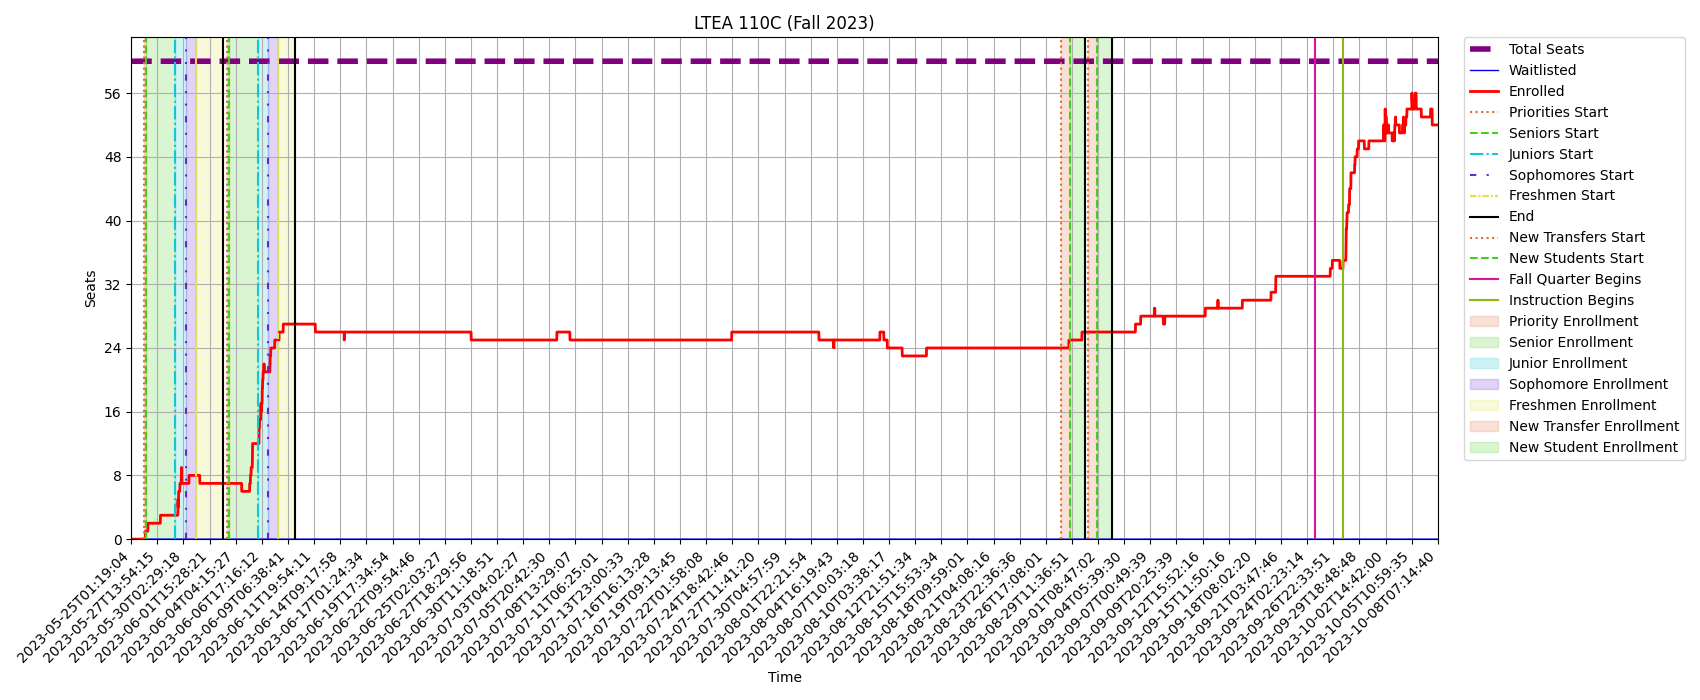 LTEA 110C (Fall 2023)
Seats
56
48
40
32
24
16
8
0
2023-05-25T01:19:04
2023-05-27T13:54:15
2023-05-30T02:29:18
2023-06-01T15:28:21
2023-06-04T04:15:27
2023-06-06T17:16:12
2023-06-09T06:38:41
2023-06-11T19:54:11
2023-06-14T09:17:58
2023-06-17T01:24:34
2023-06-19T17:34:54
2023-06-22T09:54:46
2023-06-25T02:03:27
2023-06-27T18:29:56
2023-06-30T11:18:51
2023-07-03T04:02:27
2023-07-05T20:42:30
2023-07-08T13:29:07
2023-07-11T06:25:01
2023-07-13T23:00:33
2023-07-16T16:13:28
2023-07-19T09:13:45
2023-07-22T01:58:08
2023-07-24T18:42:46
2023-07-27T11:41:20
2023-07-30T04:57:59
2023-08-01T22:21:54
2023-08-04T16:19:43
2023-08-07T10:03:18
2023-08-10T03:38:17
2023-08-12T21:51:34
2023-08-15T15:53:34
2023-08-18T09:59:01
2023-08-21T04:08:16
2023-08-23T22:36:36
2023-08-26T17:08:01
2023-08-29T11:36:51
2023-09-01T08:47:02
2023-09-04T05:39:30
2023-09-07T00:49:39
2023-09-09T20:25:39
2023-09-12T15:52:16
2023-09-15T11:50:16
2023-09-18T08:02:20
2023-09-21T03:47:46
2023-09-24T02:23:14
2023-09-26T22:33:51
2023-09-29T18:48:48
2023-10-02T14:42:00
2023-10-05T10:59:35
2023-10-08T07:14:40
Time
Total Seats
Waitlisted
Enrolled
Priorities Start
Seniors Start
Juniors Start
Sophomores Start
Freshmen Start
End
New Transfers Start
New Students Start
Fall Quarter Begins
Instruction Begins
Priority Enrollment
Senior Enrollment
Junior Enrollment
Sophomore Enrollment
Freshmen Enrollment
New Transfer Enrollment
New Student Enrollment